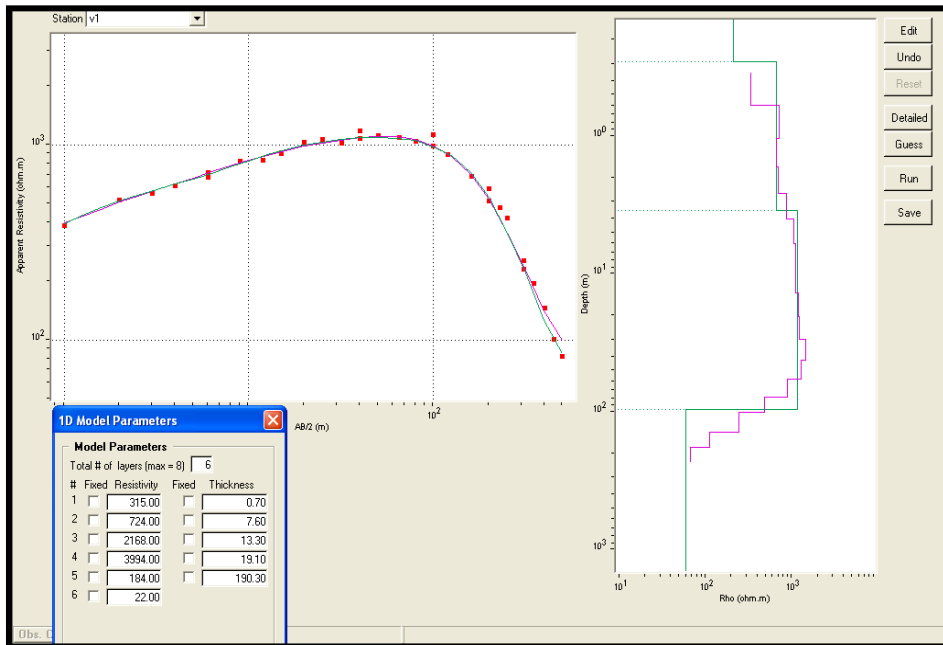 Station v1
Edit
Undo
Reset
Detailed
Guess
Run
Save
Apparent Resistivity (ohm.m)
10³
10²
10²
AB/2 (m)
Depth (m)
10⁰
10¹
10²
10³
10¹ 10² 10³
Rho (ohm.m)
1D Model Parameters
Model Parameters
Total # of layers (max = 8) 6
# Fixed Resistivity Fixed Thickness
1 315.00 0.70
2 724.00 7.60
3 2168.00 13.30
4 3994.00 19.10
5 184.00 190.30
6 22.00
Obs.